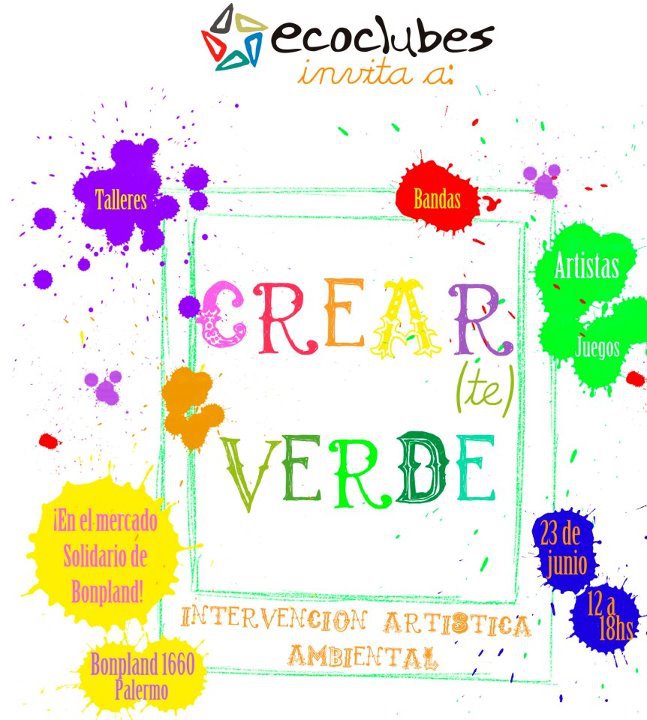 ecoclubes
invita a:
Talleres
Bandas
Artistas
Juegos
CREAR
(te)
VERDE
¡En el mercado
Solidario de
Bonpland!
23 de
junio
12 a
18hs
INTERVENCION ARTISTICA
AMBIENTAL
Bonpland 1660
Palermo